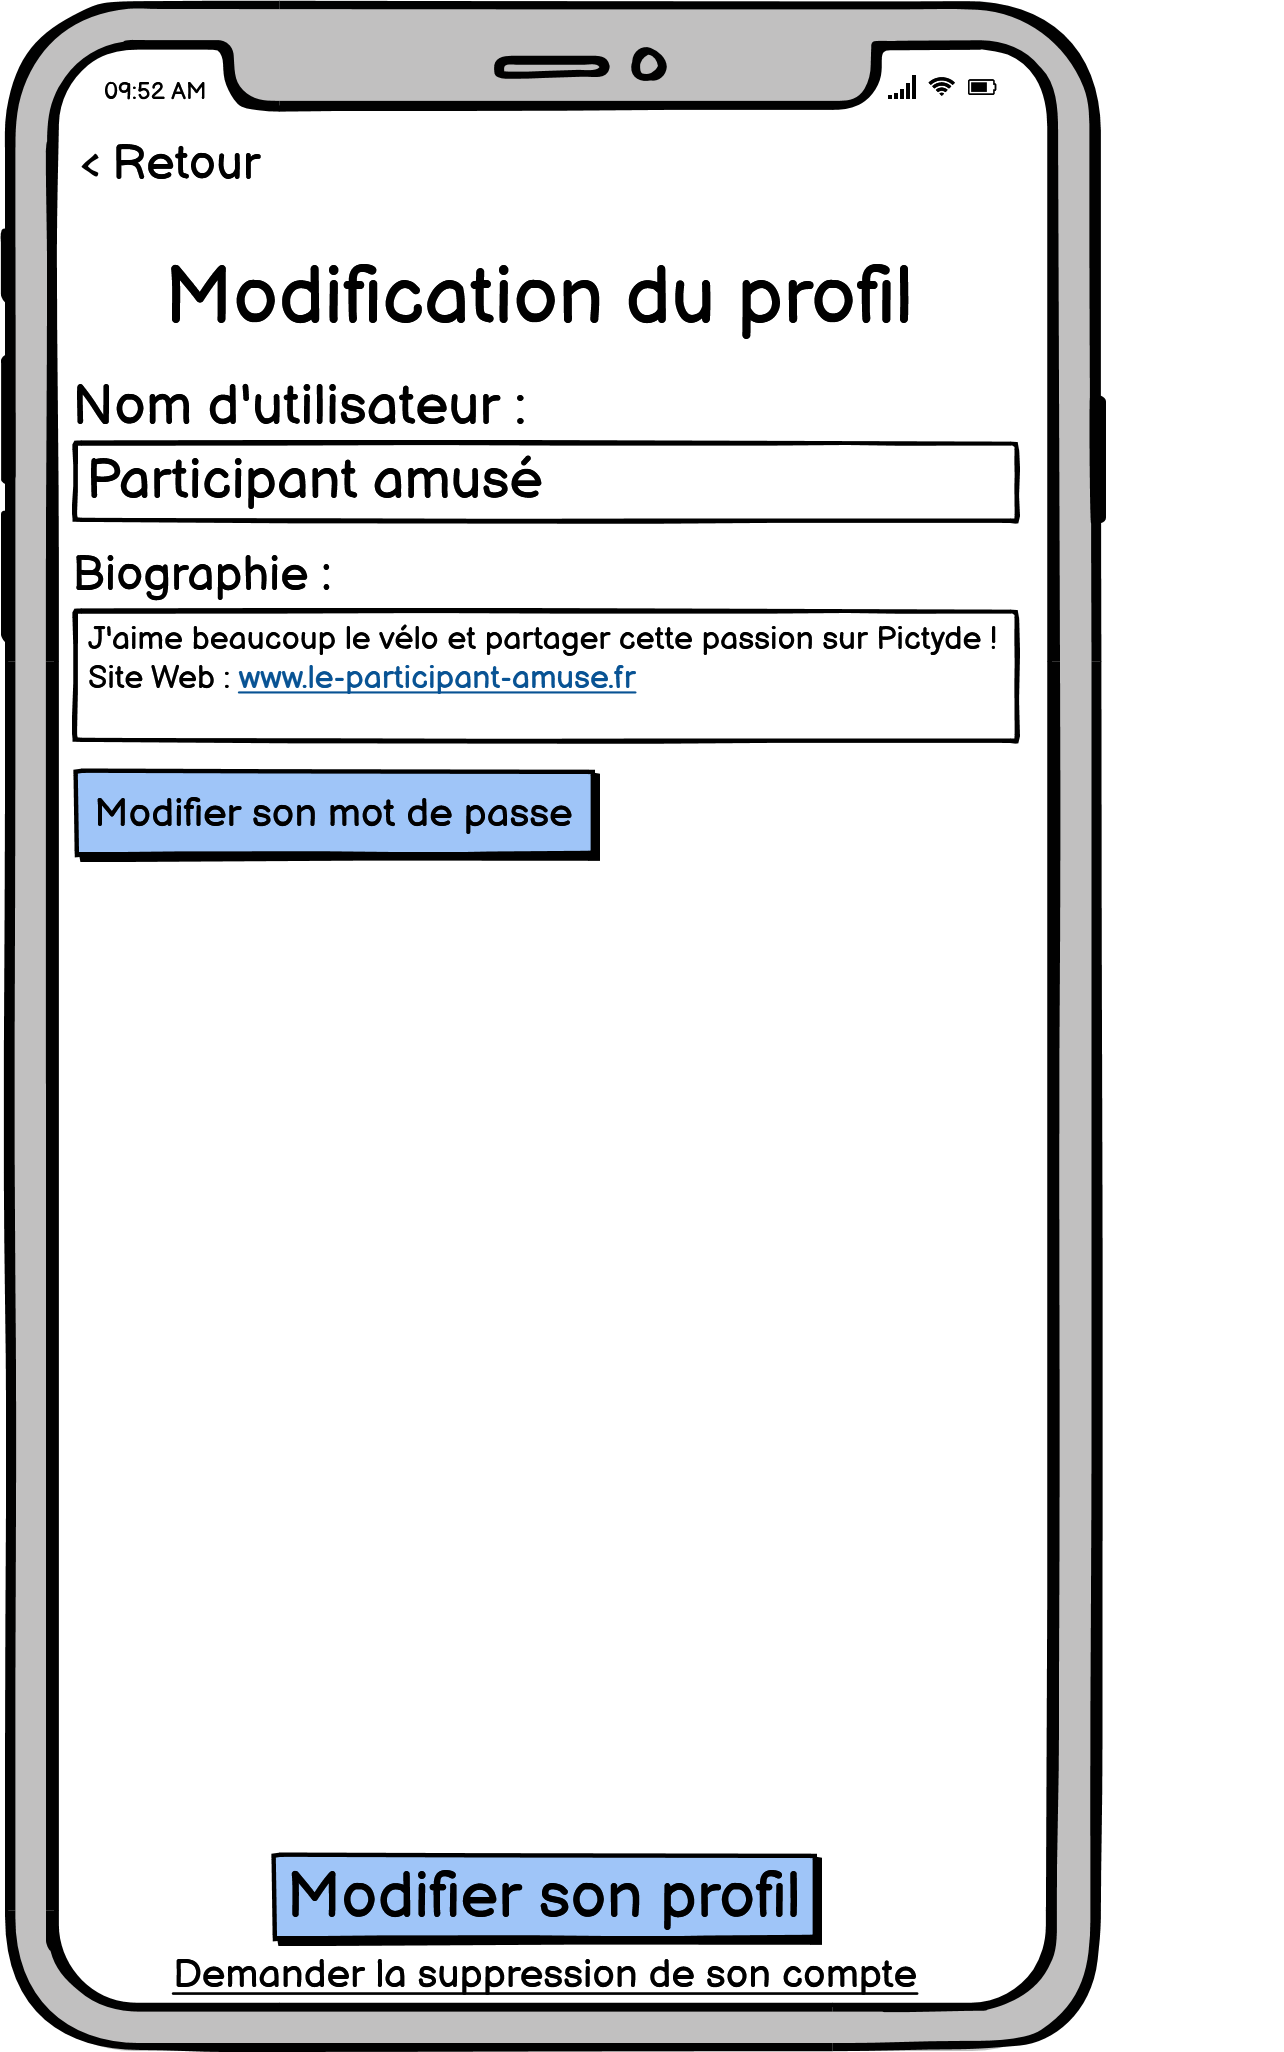 09:52 AM
< Retour
Modification du profil
Nom d'utilisateur :
Participant amusé
Biographie :
J'aime beaucoup le vélo et partager cette passion sur Pictyde !
Site Web : www.le-participant-amuse.fr
Modifier son mot de passe
Modifier son profil
Demander la suppression de son compte